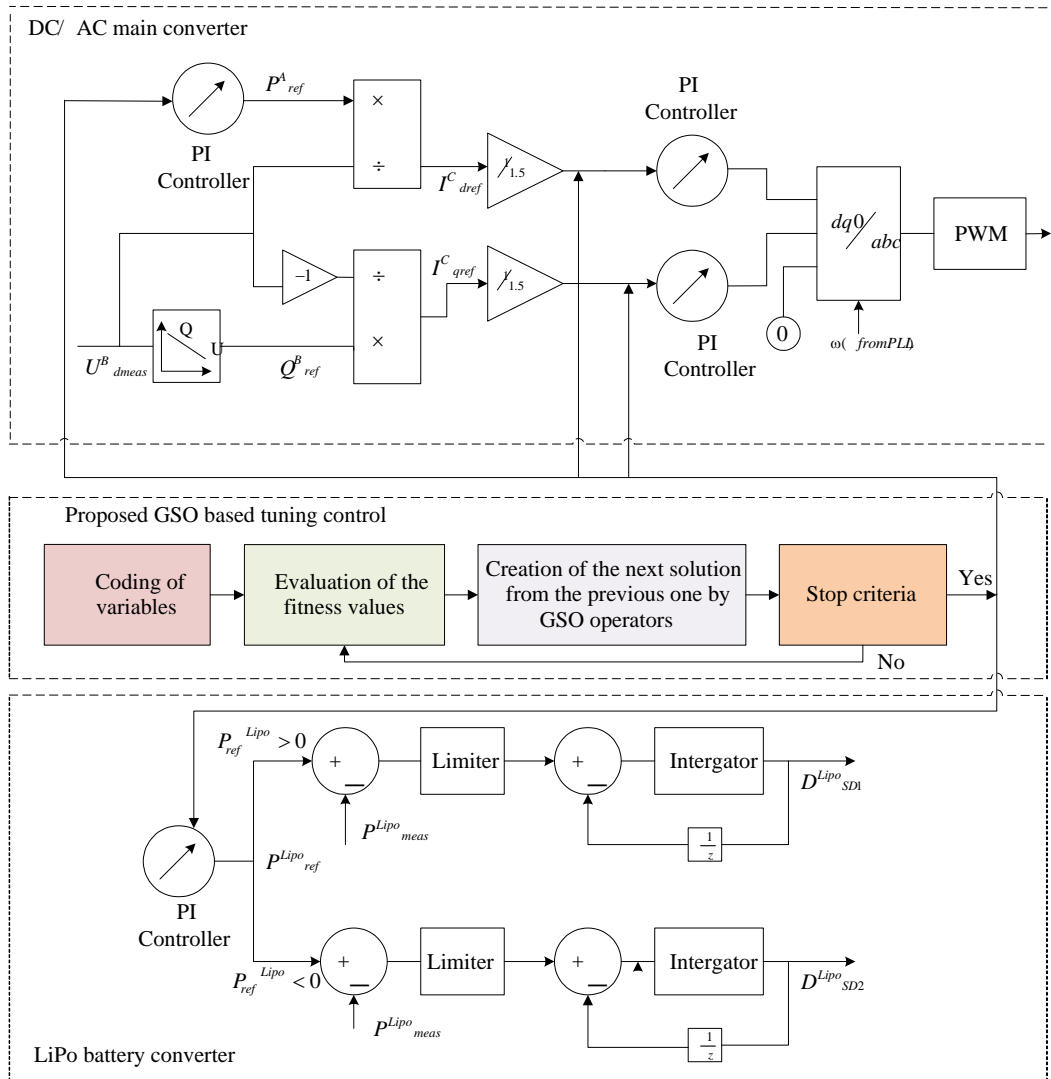 DC/ AC main converter
P^A_ref
PI
Controller
×
÷
I^C_dref
1/1.5
PI
Controller
−1
÷
×
I^C_qref
1/1.5
PI
Controller
Q
U
U^B_dmeas
Q^B_ref
dq0/abc
0
ω( fromPLL)
PWM
Proposed GSO based tuning control
Coding of
variables
Evaluation of the
fitness values
Creation of the next solution
from the previous one by
GSO operators
Stop criteria
Yes
No
P_ref^Lipo > 0
+
−
P^Lipo_meas
Limiter
+
−
Intergator
D^Lipo_SD1
1/z
PI
Controller
P^Lipo_ref
P_ref^Lipo < 0
+
−
P^Lipo_meas
Limiter
+
−
Intergator
D^Lipo_SD2
1/z
LiPo battery converter